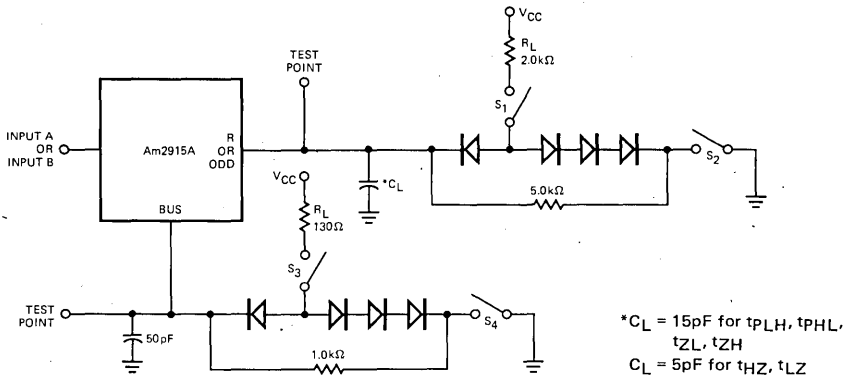 VCC
RL
2.0kΩ
TEST
POINT
S1
INPUT A
OR
INPUT B
Am2915A
R
OR
ODD
BUS
S2
*CL
5.0kΩ
VCC
RL
130Ω
S3
TEST
POINT
50pF
S4
1.0kΩ
*CL = 15pF for tPLH, tPHL,
tZL, tZH
CL = 5pF for tHZ, tLZ